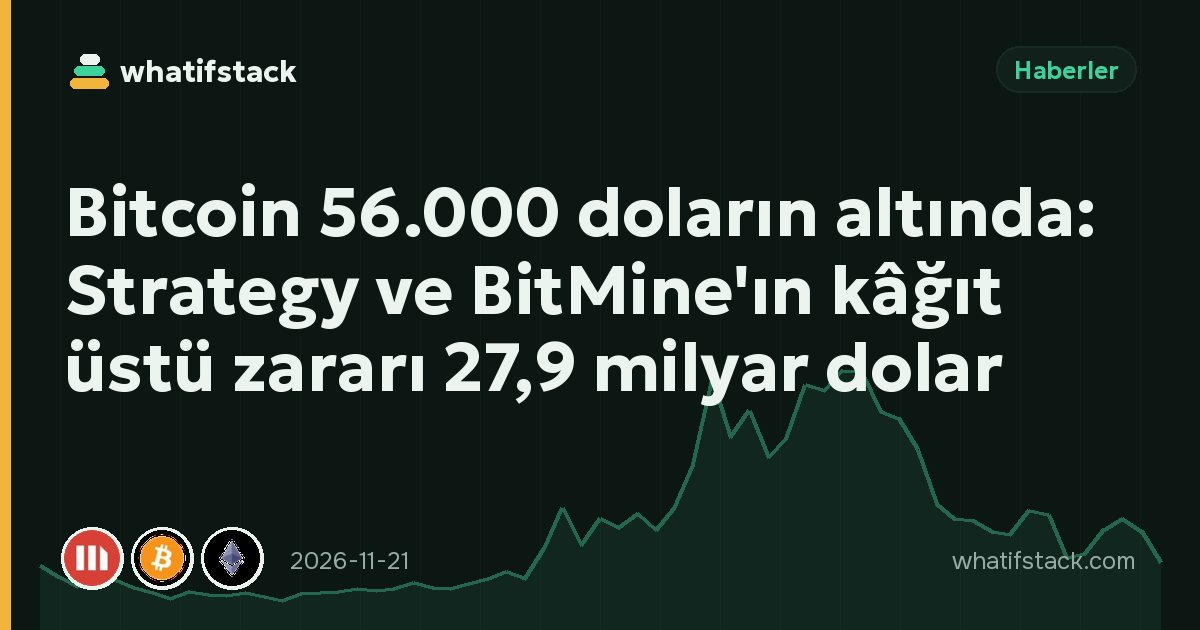 whatifstack
Haberler
Bitcoin 56.000 doların altında:
Strategy ve BitMine'ın kâğıt
üstü zararı 27,9 milyar dolar
2026-11-21
whatifstack.com